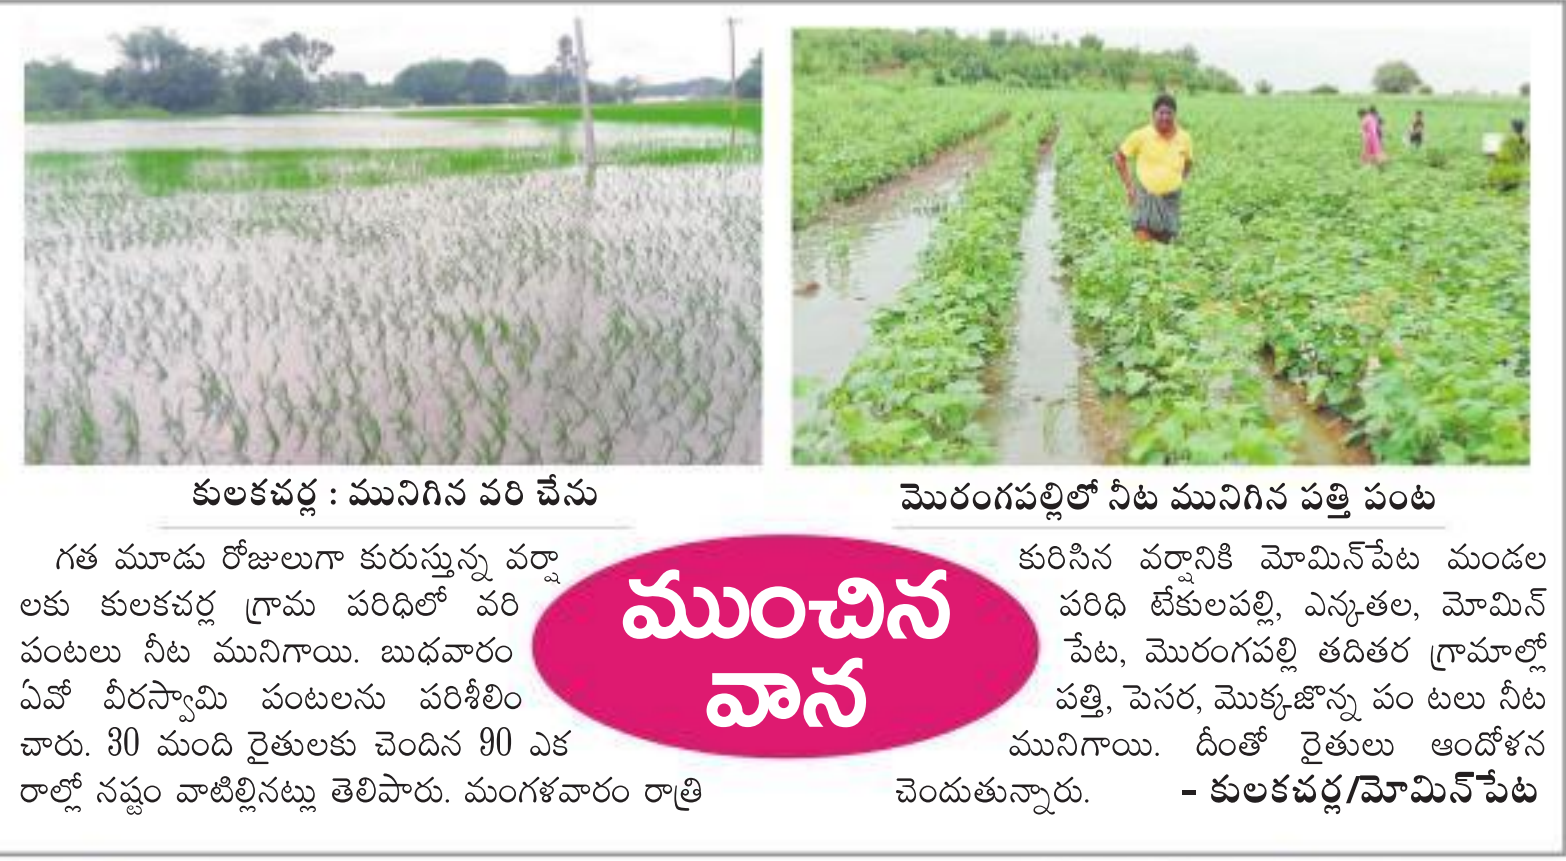 కులకచర్ల : మునిగిన వరి చేను
మొరంగపల్లిలో నీట మునిగిన పత్తి పంట
ముంచిన
వాన
గత మూడు రోజులుగా కురుస్తున్న వర్షా
లకు కులకచర్ల గ్రామ పరిధిలో వరి
పంటలు నీట మునిగాయి. బుధవారం
ఏవో వీరస్వామి పంటలను పరిశీలిం
చారు. 30 మంది రైతులకు చెందిన 90 ఎక
రాల్లో నష్టం వాటిల్లినట్లు తెలిపారు. మంగళవారం రాత్రి
కురిసిన వర్షానికి మోమిన్‌పేట మండల
పరిధి టేకులపల్లి, ఎన్కతల, మోమిన్
పేట, మొరంగపల్లి తదితర గ్రామాల్లో
పత్తి, పెసర, మొక్కజొన్న పం టలు నీట
మునిగాయి. దీంతో రైతులు ఆందోళన
చెందుతున్నారు. - కులకచర్ల/మోమిన్‌పేట